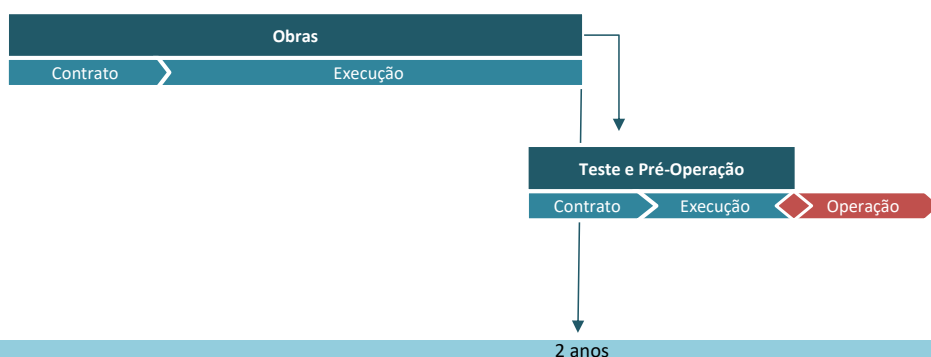 Obras
Contrato
Execução
Teste e Pré-Operação
Contrato
Execução
Operação
2 anos